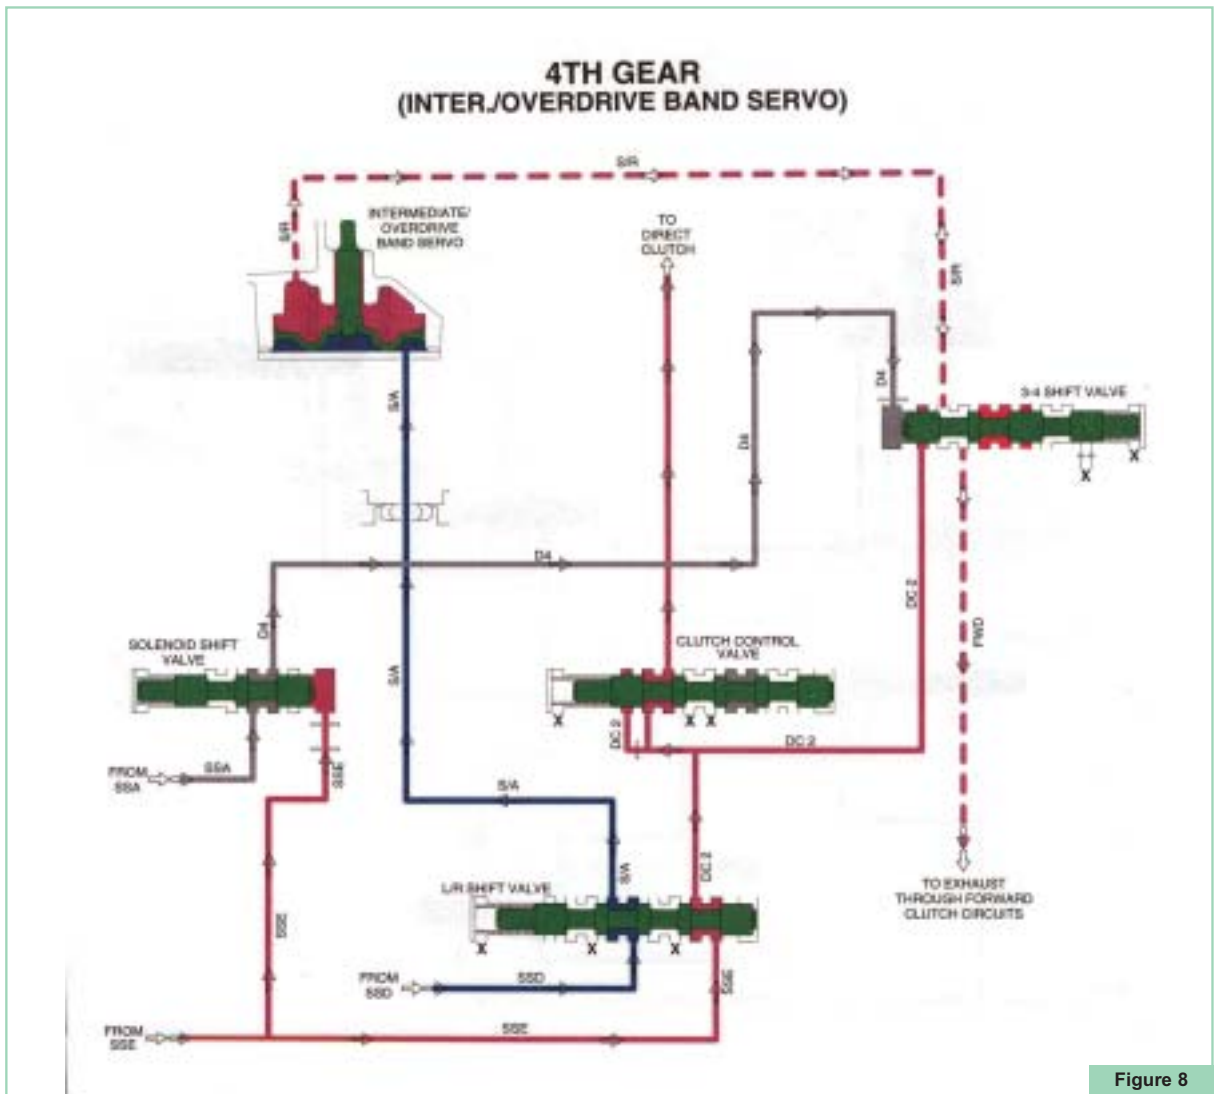 4TH GEAR
(INTER./OVERDRIVE BAND SERVO)
S/R
S/R
INTERMEDIATE/
OVERDRIVE
BAND SERVO
TO
DIRECT
CLUTCH
S/R
D4
3-4 SHIFT VALVE
X
X
S/A
D4
D4
DC 2
FWD
D4
SOLENOID SHIFT
VALVE
S/A
CLUTCH CONTROL
VALVE
X
DC 2
X
X
DC 2
FROM
SSA
SSA
SSE
S/A
S/A
DC 2
L/R SHIFT VALVE
TO EXHAUST
THROUGH FORWARD
CLUTCH CIRCUITS
SSE
X
X
X
FROM
SSD
SSD
SSE
FROM
SSE
SSE
Figure 8